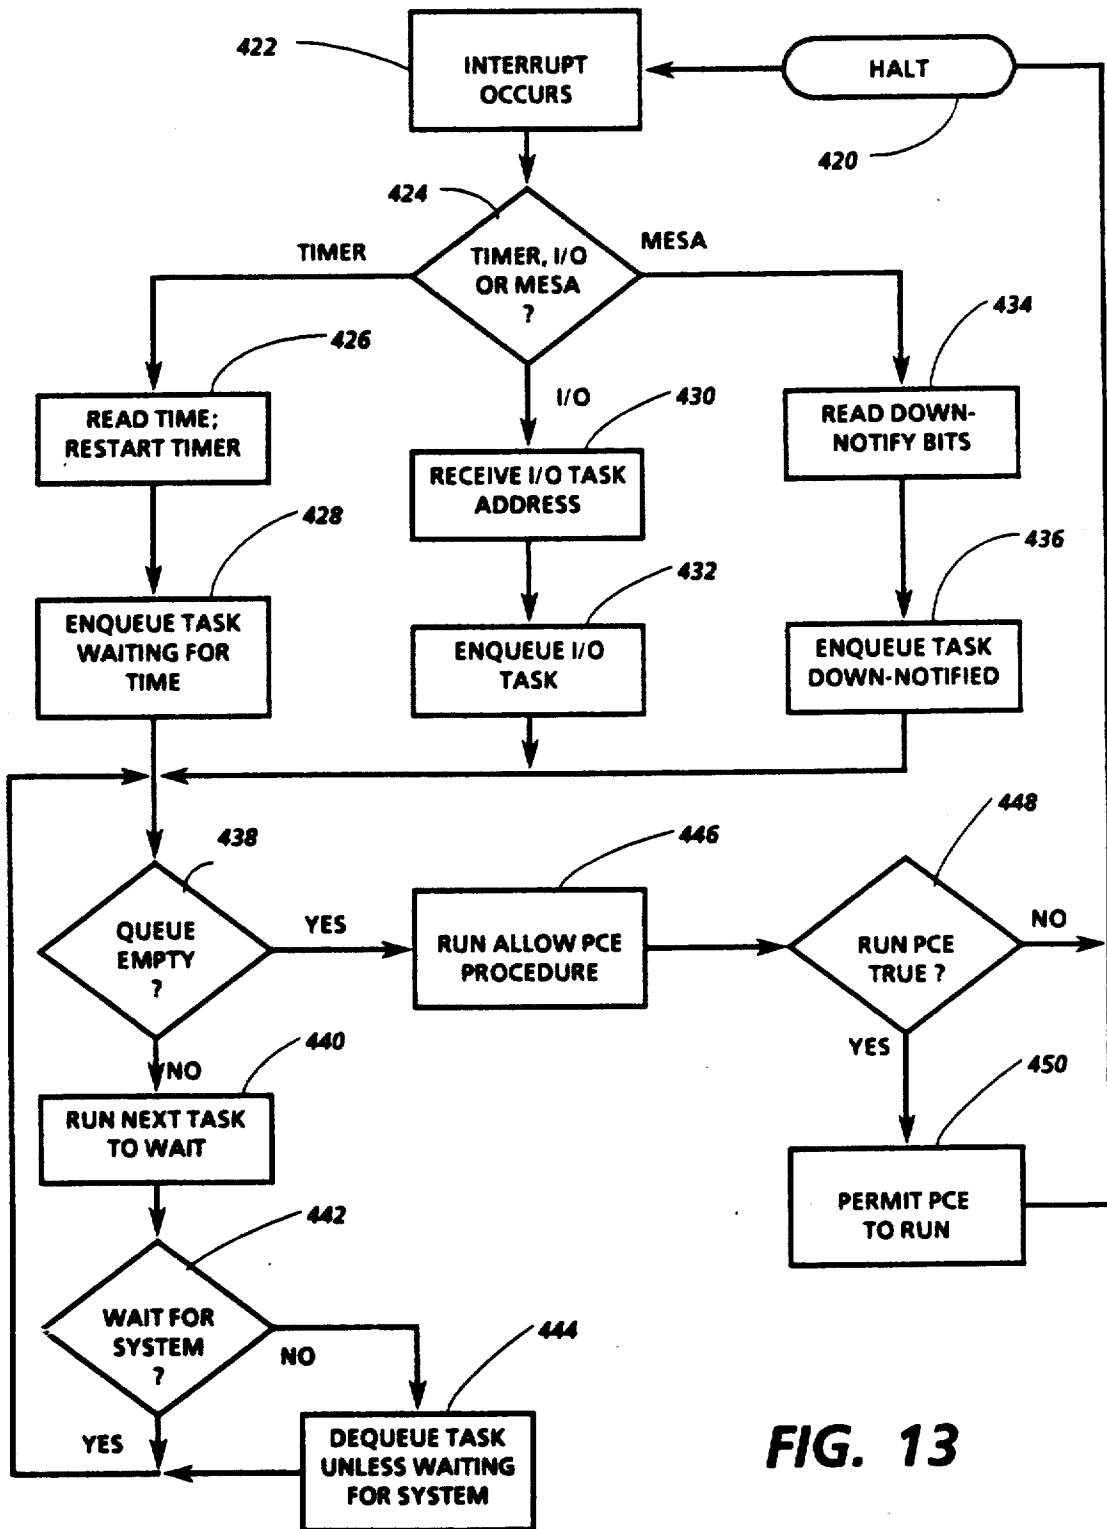 422
INTERRUPT
OCCURS
HALT
420
424
TIMER
TIMER, I/O
OR MESA
?
MESA
426
READ TIME;
RESTART TIMER
I/O
430
RECEIVE I/O TASK
ADDRESS
434
READ DOWN-
NOTIFY BITS
428
ENQUEUE TASK
WAITING FOR
TIME
432
ENQUEUE I/O
TASK
436
ENQUEUE TASK
DOWN-NOTIFIED
438
QUEUE
EMPTY
?
YES
446
RUN ALLOW PCE
PROCEDURE
448
RUN PCE
TRUE ?
NO
YES
NO
440
RUN NEXT TASK
TO WAIT
450
PERMIT PCE
TO RUN
442
WAIT FOR
SYSTEM
?
NO
YES
444
DEQUEUE TASK
UNLESS WAITING
FOR SYSTEM
FIG. 13